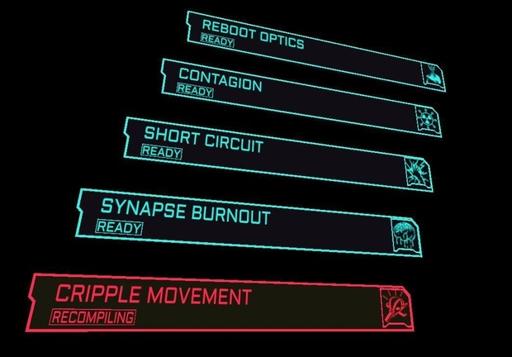 REBOOT OPTICS
READY
CONTAGION
READY
SHORT CIRCUIT
READY
SYNAPSE BURNOUT
READY
CRIPPLE MOVEMENT
RECOMPILING